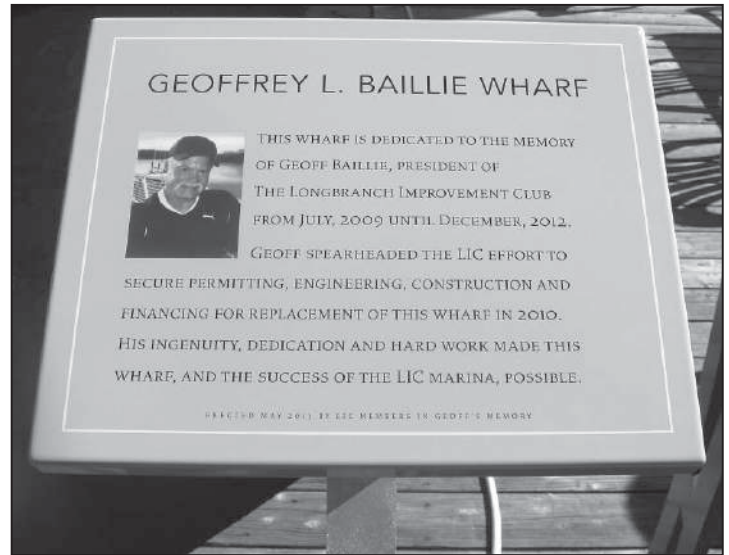 GEOFFREY L. BAILLIE WHARF
THIS WHARF IS DEDICATED TO THE MEMORY
OF GEOFF BAILLIE, PRESIDENT OF
THE LONGBRANCH IMPROVEMENT CLUB
FROM JULY, 2009 UNTIL DECEMBER, 2012.
GEOFF SPEARHEADED THE LIC EFFORT TO
SECURE PERMITTING, ENGINEERING, CONSTRUCTION AND
FINANCING FOR REPLACEMENT OF THIS WHARF IN 2010.
HIS INGENUITY, DEDICATION AND HARD WORK MADE THIS
WHARF, AND THE SUCCESS OF THE LIC MARINA, POSSIBLE.
ERECTED MAY 2013 BY LIC MEMBERS IN GEOFF'S MEMORY